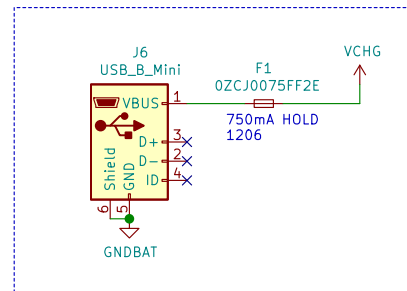 J6
USB_B_Mini
VBUS
1
D+
3
D-
2
ID
4
Shield
GND
6
5
GNDBAT
F1
0ZCJ0075FF2E
750mA HOLD
1206
VCHG